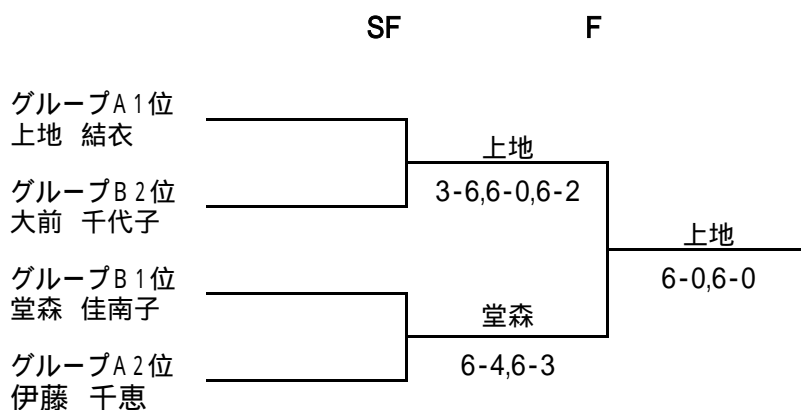 SF F
グループA1位
上地 結衣
上地
グループB2位
3-6,6-0,6-2
大前 千代子
上地
グループB1位
6-0,6-0
堂森 佳南子
堂森
グループA2位
6-4,6-3
伊藤 千恵